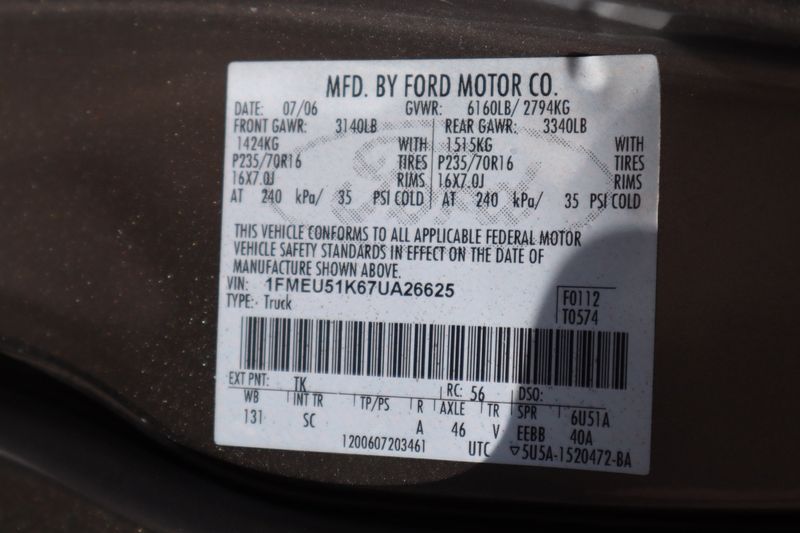 MFD. BY FORD MOTOR CO.
DATE: 07/06 GVWR: 6160LB/ 2794KG
FRONT GAWR: 3140LB REAR GAWR: 3340LB
1424KG WITH 1515KG WITH
P235/70R16 TIRES P235/70R16 TIRES
16X7.0J RIMS 16X7.0J RIMS
AT 240 kPa/ 35 PSI COLD AT 240 kPa/ 35 PSI COLD
Ford
THIS VEHICLE CONFORMS TO ALL APPLICABLE FEDERAL MOTOR
VEHICLE SAFETY STANDARDS IN EFFECT ON THE DATE OF
MANUFACTURE SHOWN ABOVE.
VIN: 1FMEU51K67UA26625
TYPE: Truck
F0112
T0574
EXT PNT: TK RC: 56 DSO:
WB INT TR TP/PS R AXLE TR SPR 6U51A
131 SC A 46 V EEBB 40A
1200607203461 UTC ▽5U5A-1520472-BA